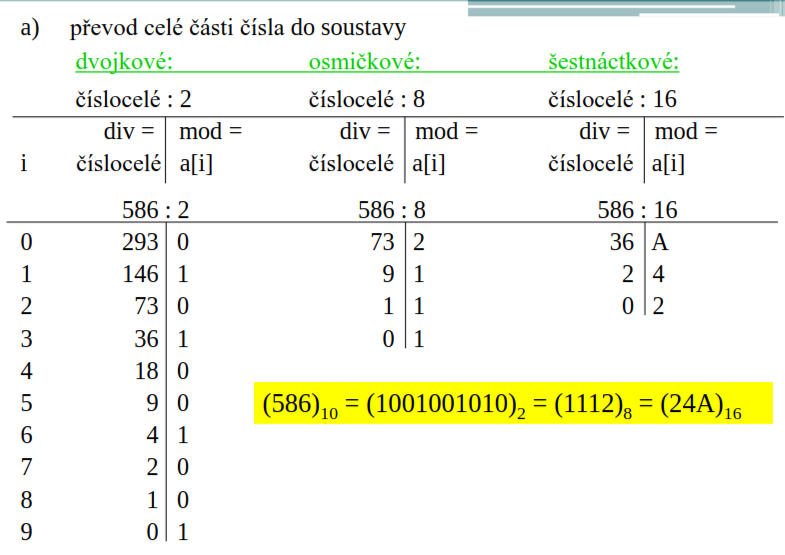 a) převod celé části čísla do soustavy
dvojkové: osmičkové: šestnáctkové:
číslocelé : 2 číslocelé : 8 číslocelé : 16
div = mod = div = mod = div = mod =
i číslocelé a[i] číslocelé a[i] číslocelé a[i]
586 : 2 586 : 8 586 : 16
0 293 0 73 2 36 A
1 146 1 9 1 2 4
2 73 0 1 1 0 2
3 36 1 0 1
4 18 0
5 9 0 (586)₁₀ = (1001001010)₂ = (1112)₈ = (24A)₁₆
6 4 1
7 2 0
8 1 0
9 0 1